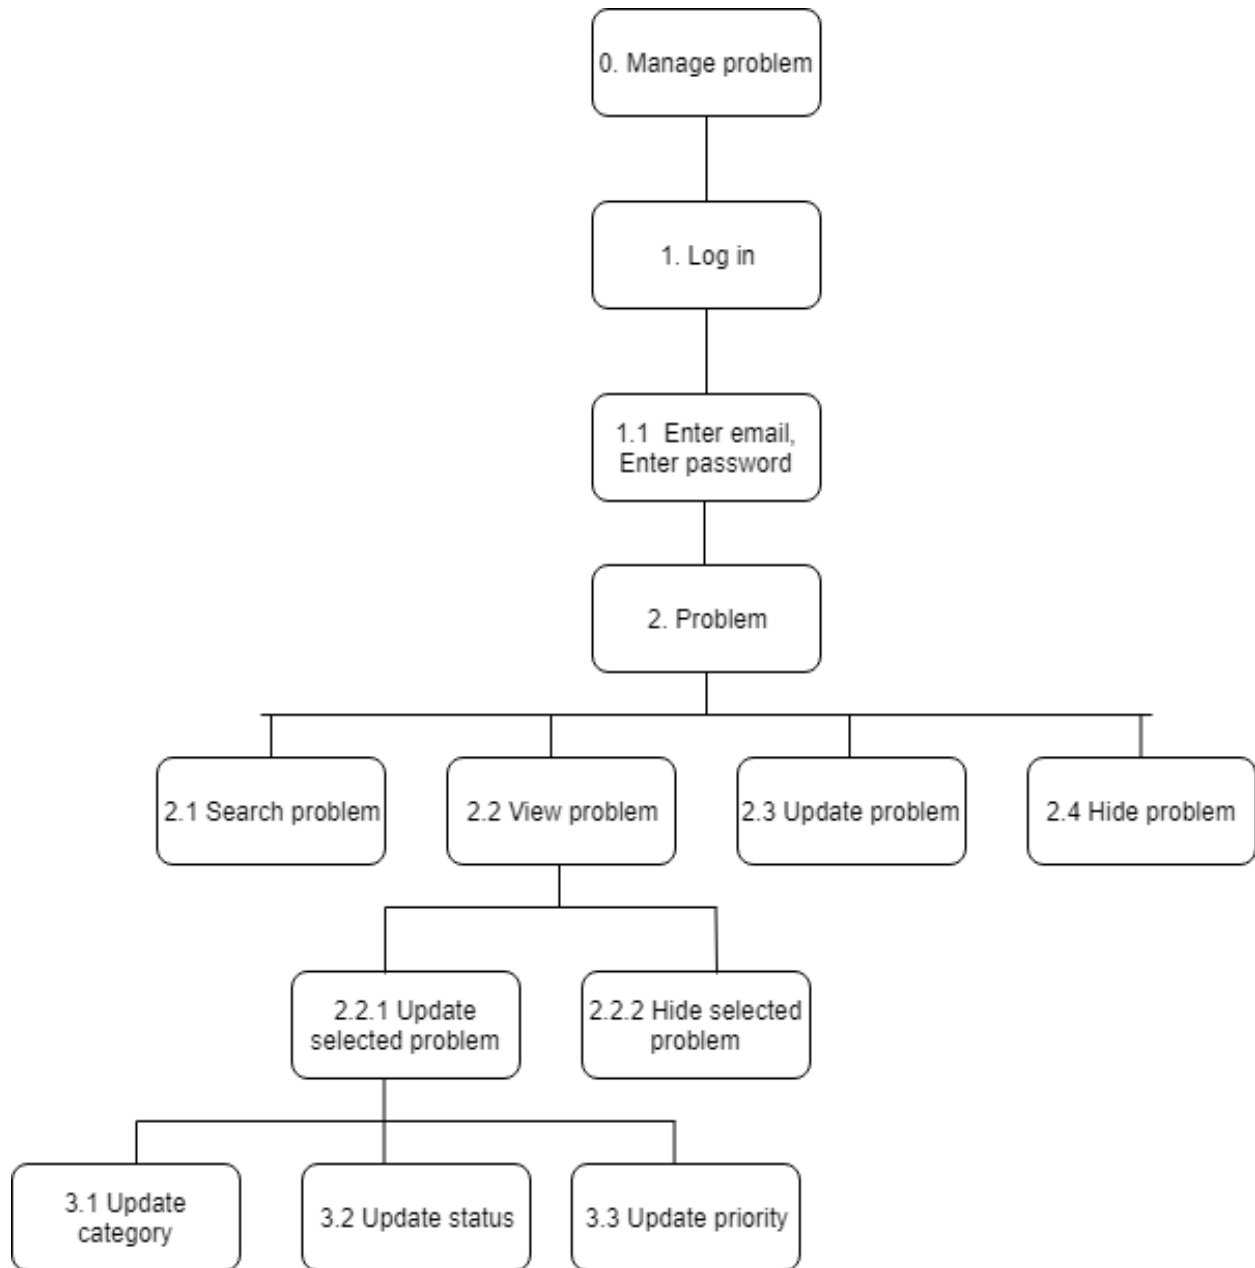 0. Manage problem
1. Log in
1.1  Enter email,
Enter password
2. Problem
2.1 Search problem
2.2 View problem
2.3 Update problem
2.4 Hide problem
2.2.1 Update
selected problem
2.2.2 Hide selected
problem
3.1 Update
category
3.2 Update status
3.3 Update priority